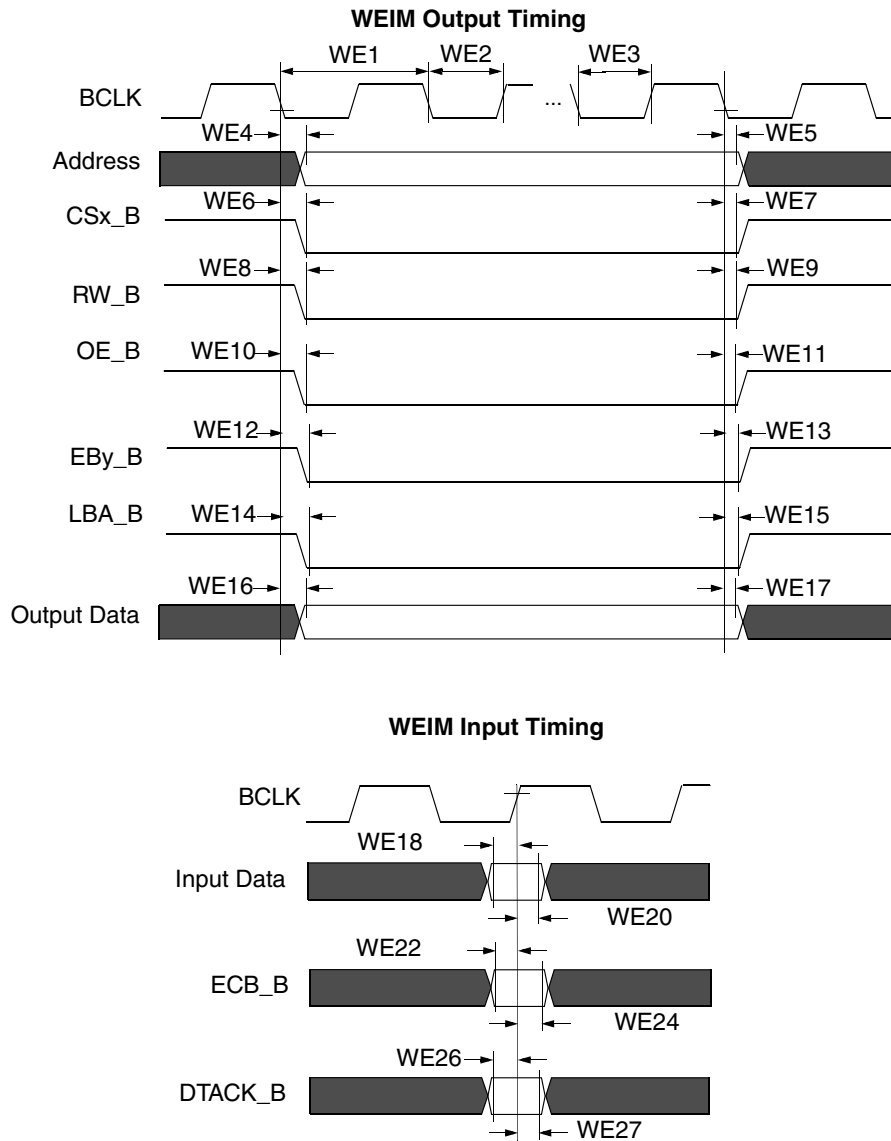 WEIM Output Timing
WE1 WE2 WE3
BCLK ...
WE4 WE5
Address
WE6 WE7
CSx_B
WE8 WE9
RW_B
OE_B
WE10 WE11
WE12 WE13
EBy_B
LBA_B
WE14 WE15
WE16 WE17
Output Data
WEIM Input Timing
BCLK
WE18
Input Data
WE20
WE22
ECB_B
WE24
WE26
DTACK_B
WE27